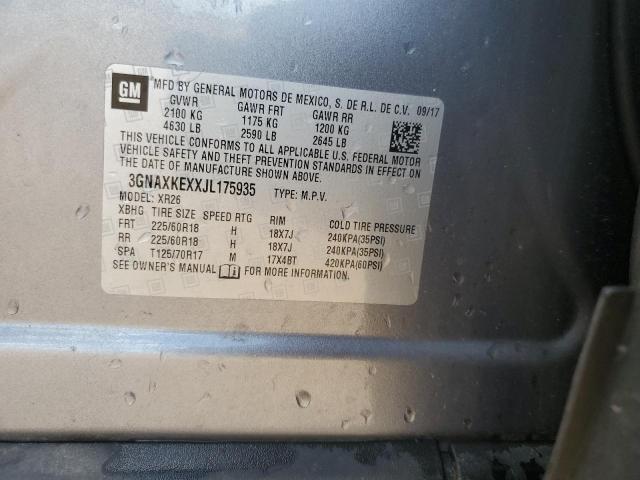 GM MFD BY GENERAL MOTORS DE MEXICO, S. DE R.L. DE C.V. 09/17
GVWR GAWR FRT GAWR RR
2100 KG 1175 KG 1200 KG
4630 LB 2590 LB 2645 LB
THIS VEHICLE CONFORMS TO ALL APPLICABLE U.S. FEDERAL MOTOR
VEHICLE SAFETY AND THEFT PREVENTION STANDARDS IN EFFECT ON
THE DATE OF MANUFACTURE SHOWN ABOVE.
3GNAXKEXXJL175935 TYPE: M.P.V.
MODEL: XR26
XBHG TIRE SIZE SPEED RTG RIM COLD TIRE PRESSURE
FRT 225/60R18 H 18X7J 240KPA(35PSI)
RR 225/60R18 H 18X7J 240KPA(35PSI)
SPA T125/70R17 M 17X4BT 420KPA(60PSI)
SEE OWNER'S MANUAL FOR MORE INFORMATION.